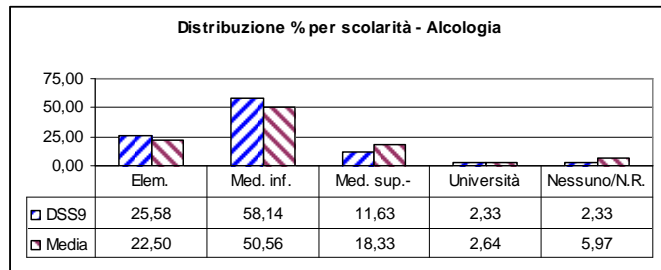 Distribuzione % per scolarità - Alcologia
75,00
50,00
25,00
0,00
Elem. Med. inf. Med. sup.- Università Nessuno/N.R.
DSS9 25,58 58,14 11,63 2,33 2,33
Media 22,50 50,56 18,33 2,64 5,97